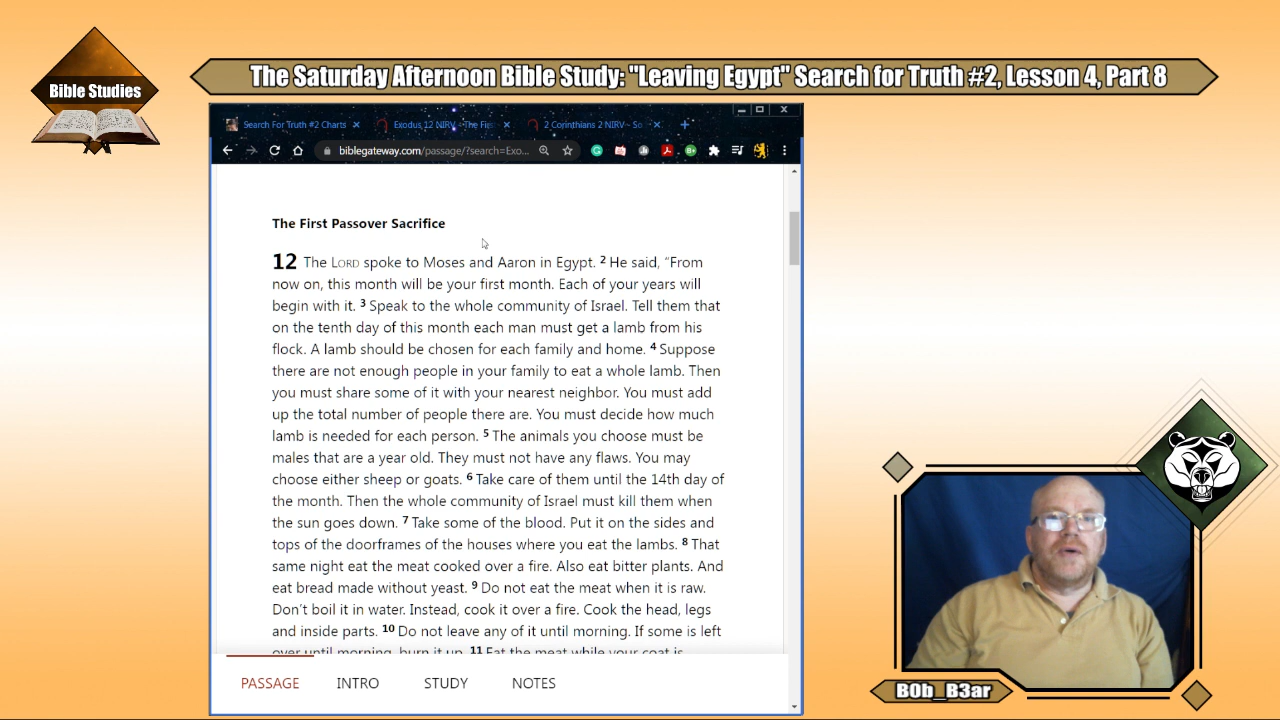 Bible Studies
The Saturday Afternoon Bible Study: "Leaving Egypt" Search for Truth #2, Lesson 4, Part 8
Search For Truth #2 Charts
Exodus 12 NIRV - The Fir
2 Corinthians 2 NIRV - So
biblegateway.com/passage/?search=Exo...
The First Passover Sacrifice
12 The LORD spoke to Moses and Aaron in Egypt. 2 He said, “From
now on, this month will be your first month. Each of your years will
begin with it. 3 Speak to the whole community of Israel. Tell them that
on the tenth day of this month each man must get a lamb from his
flock. A lamb should be chosen for each family and home. 4 Suppose
there are not enough people in your family to eat a whole lamb. Then
you must share some of it with your nearest neighbor. You must add
up the total number of people there are. You must decide how much
lamb is needed for each person. 5 The animals you choose must be
males that are a year old. They must not have any flaws. You may
choose either sheep or goats. 6 Take care of them until the 14th day of
the month. Then the whole community of Israel must kill them when
the sun goes down. 7 Take some of the blood. Put it on the sides and
tops of the doorframes of the houses where you eat the lambs. 8 That
same night eat the meat cooked over a fire. Also eat bitter plants. And
eat bread made without yeast. 9 Do not eat the meat when it is raw.
Don’t boil it in water. Instead, cook it over a fire. Cook the head, legs
and inside parts. 10 Do not leave any of it until morning. If some is left
over until morning, burn it up. 11 Eat the meat while your coat is
PASSAGE
INTRO
STUDY
NOTES
B0b_B3ar